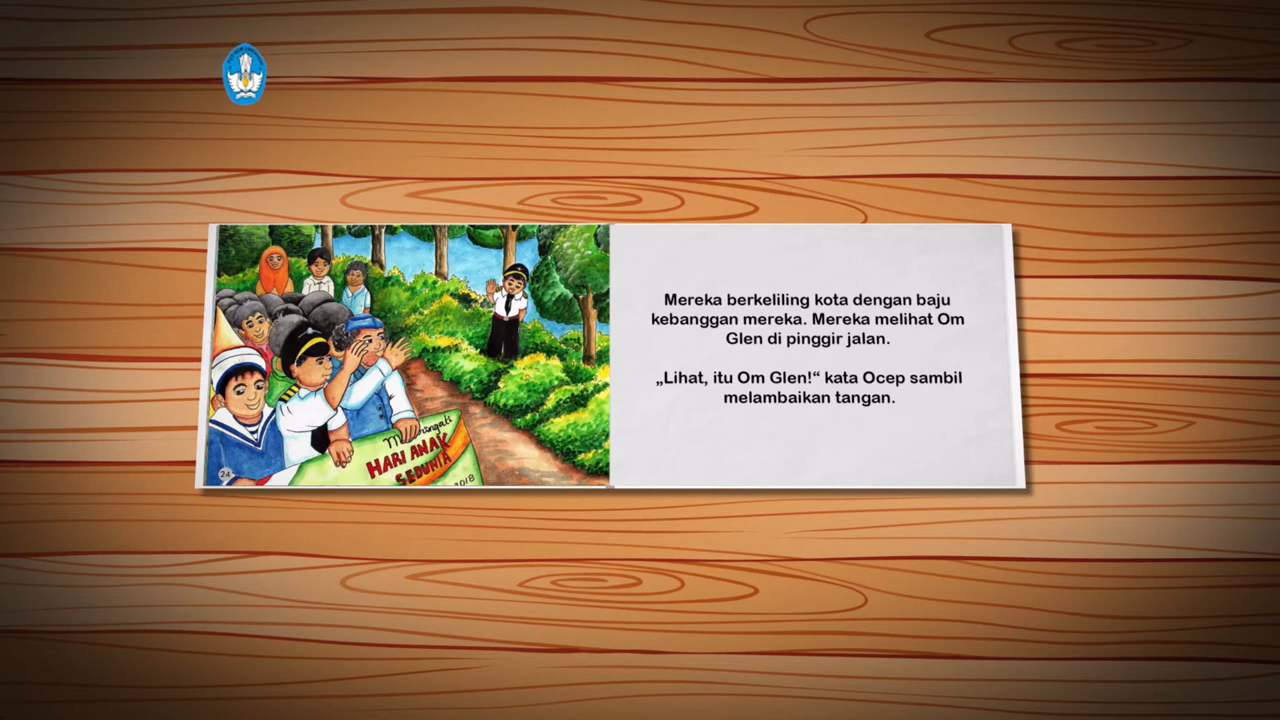 24
HARI ANAK
SEDUNIA
2018
Mereka berkeliling kota dengan baju
kebanggan mereka. Mereka melihat Om
Glen di pinggir jalan.
„Lihat, itu Om Glen!“ kata Ocep sambil
melambaikan tangan.